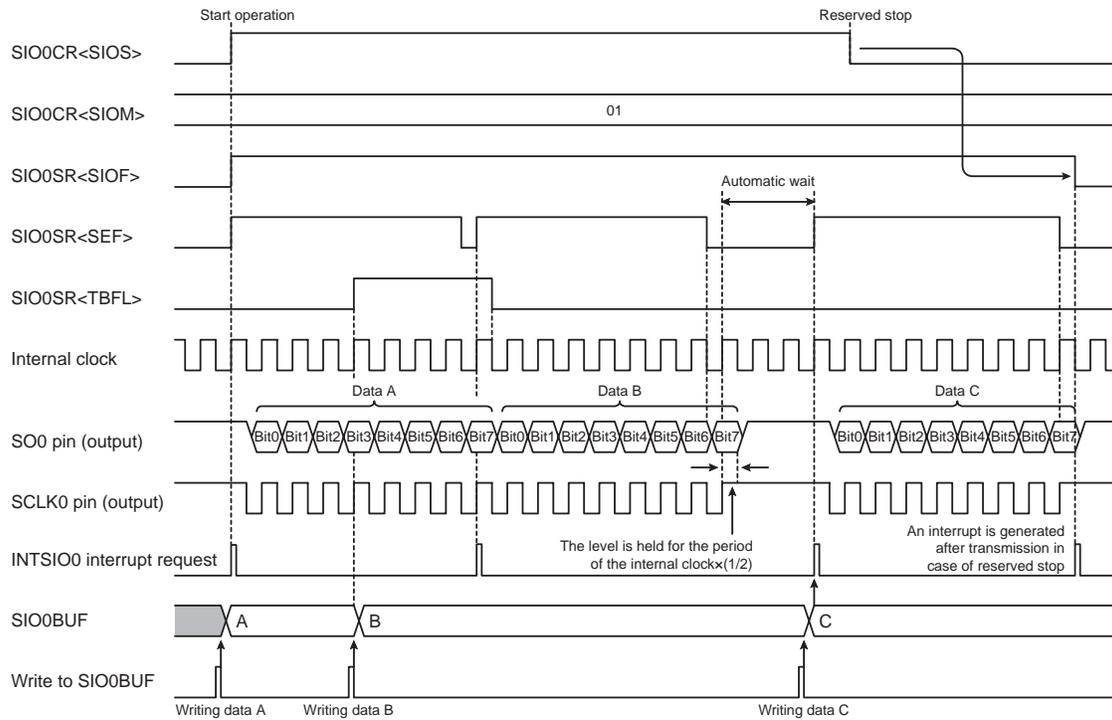 Start operation
Reserved stop
SIO0CR<SIOS>
SIO0CR<SIOM>
01
SIO0SR<SIOF>
Automatic wait
SIO0SR<SEF>
SIO0SR<TBFL>
Internal clock
Data A
Data B
Data C
SO0 pin (output)
Bit0 Bit1 Bit2 Bit3 Bit4 Bit5 Bit6 Bit7 Bit0 Bit1 Bit2 Bit3 Bit4 Bit5 Bit6 Bit7 Bit0 Bit1 Bit2 Bit3 Bit4 Bit5 Bit6 Bit7
SCLK0 pin (output)
The level is held for the period
of the internal clock×(1/2)
An interrupt is generated
after transmission in
case of reserved stop
INTSIO0 interrupt request
SIO0BUF
A
B
C
Write to SIO0BUF
Writing data A
Writing data B
Writing data C